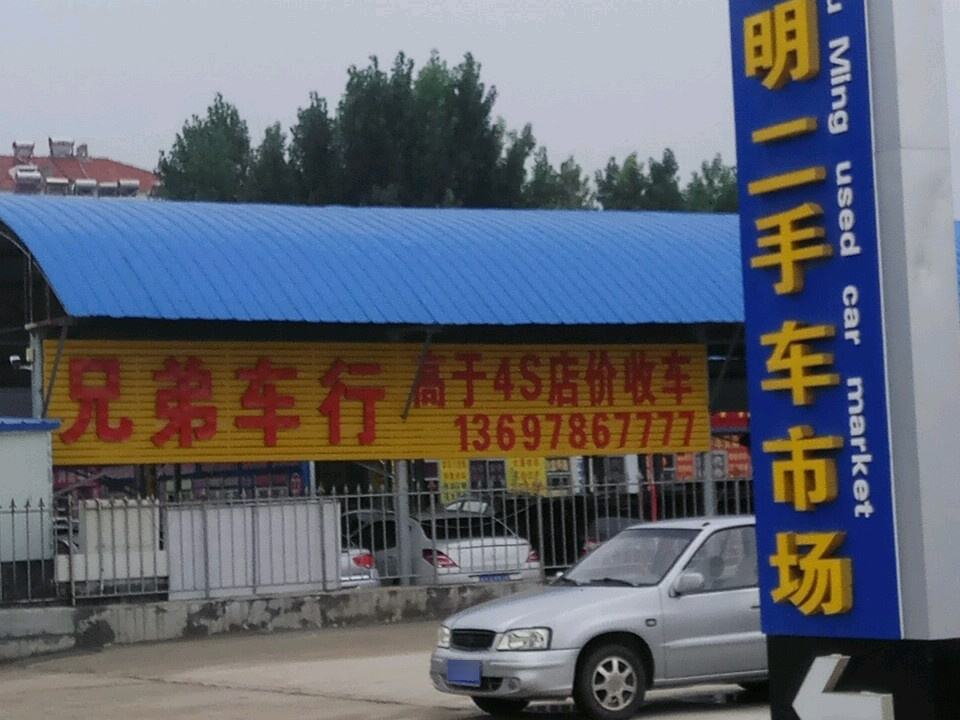 兄弟车行
高于4S店价收车
13697867777
明二手车市场
u Ming used car market